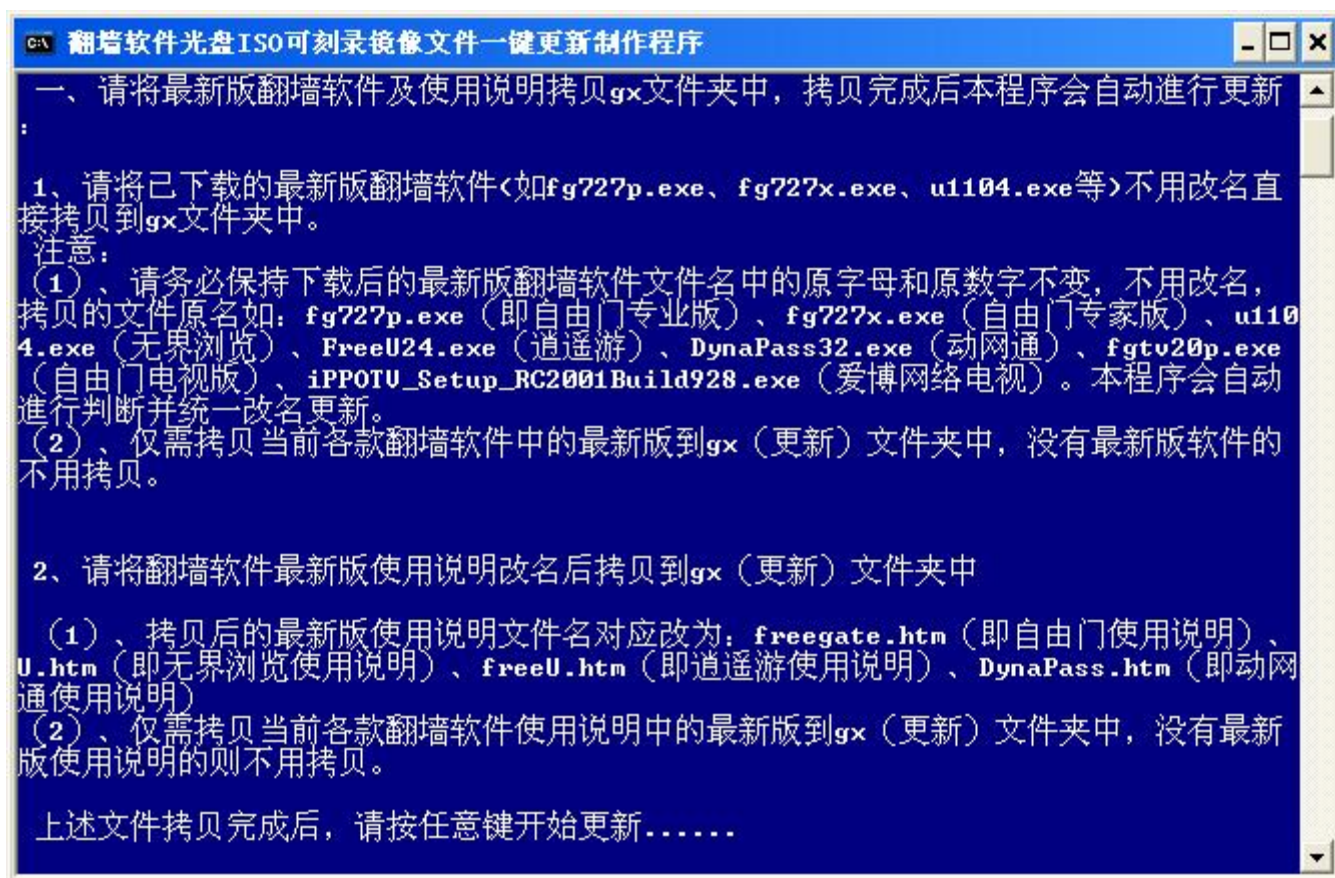 翻墙软件光盘ISO可刻录镜像文件一键更新制作程序
一、请将最新版翻墙软件及使用说明拷贝gx文件夹中，拷贝完成后本程序会自动進行更新
：
1、请将已下载的最新版翻墙软件<如fg727p.exe、fg727x.exe、u1104.exe等>不用改名直
接拷贝到gx文件夹中。
注意：
（1）、请务必保持下载后的最新版翻墙软件文件名中的原字母和原数字不变，不用改名，
拷贝的文件原名如：fg727p.exe（即自由门专业版）、fg727x.exe（自由门专家版）、u110
4.exe（无界浏览）、FreeU24.exe（逍遥游）、DynaPass32.exe（动网通）、fgtv20p.exe
（自由门电视版）、iPPOTV_Setup_RC2001Build928.exe（爱博网络电视）。本程序会自动
進行判断并统一改名更新。
（2）、仅需拷贝当前各款翻墙软件中的最新版到gx（更新）文件夹中，没有最新版软件的
不用拷贝。
2、请将翻墙软件最新版使用说明改名后拷贝到gx（更新）文件夹中
（1）、拷贝后的最新版使用说明文件名对应改为：freegate.htm（即自由门使用说明）、
U.htm（即无界浏览使用说明）、freeU.htm（即逍遥游使用说明）、DynaPass.htm（即动网
通使用说明）
（2）、仅需拷贝当前各款翻墙软件使用说明中的最新版到gx（更新）文件夹中，没有最新
版使用说明的则不用拷贝。
上述文件拷贝完成后，请按任意键开始更新......